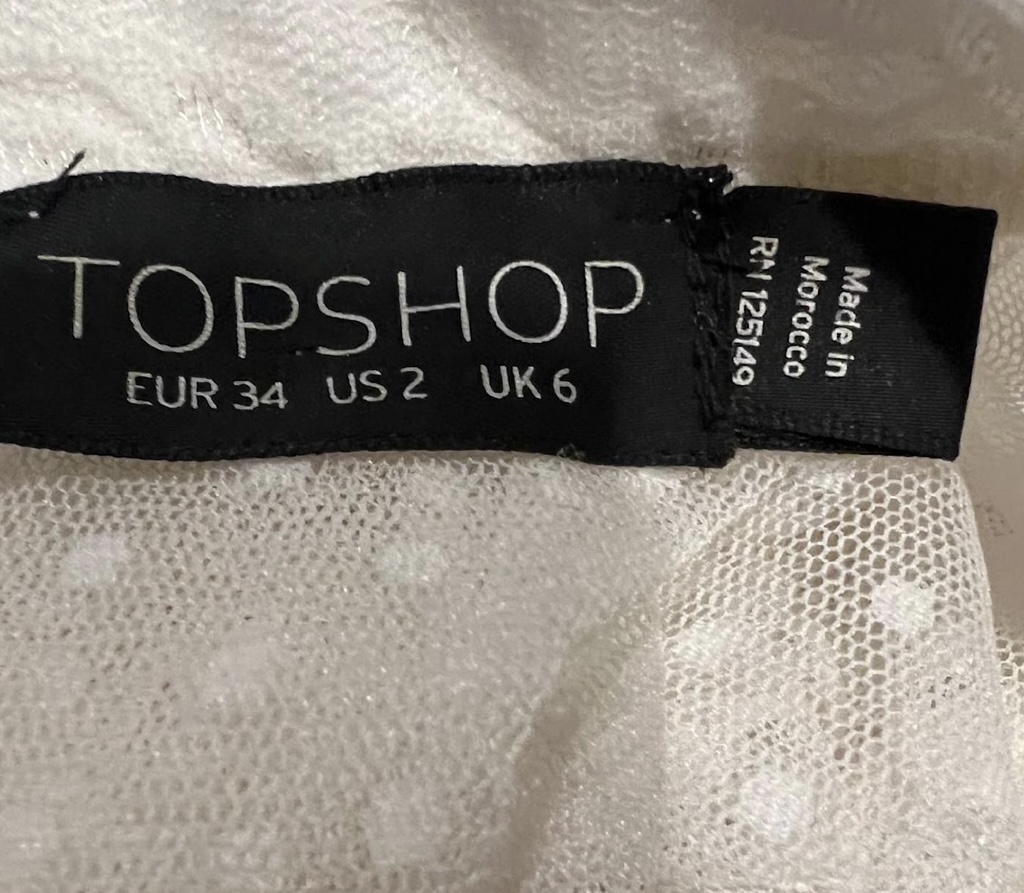 TOPSHOP
EUR 34 US 2 UK 6
Made in
Morocco
RN 125149